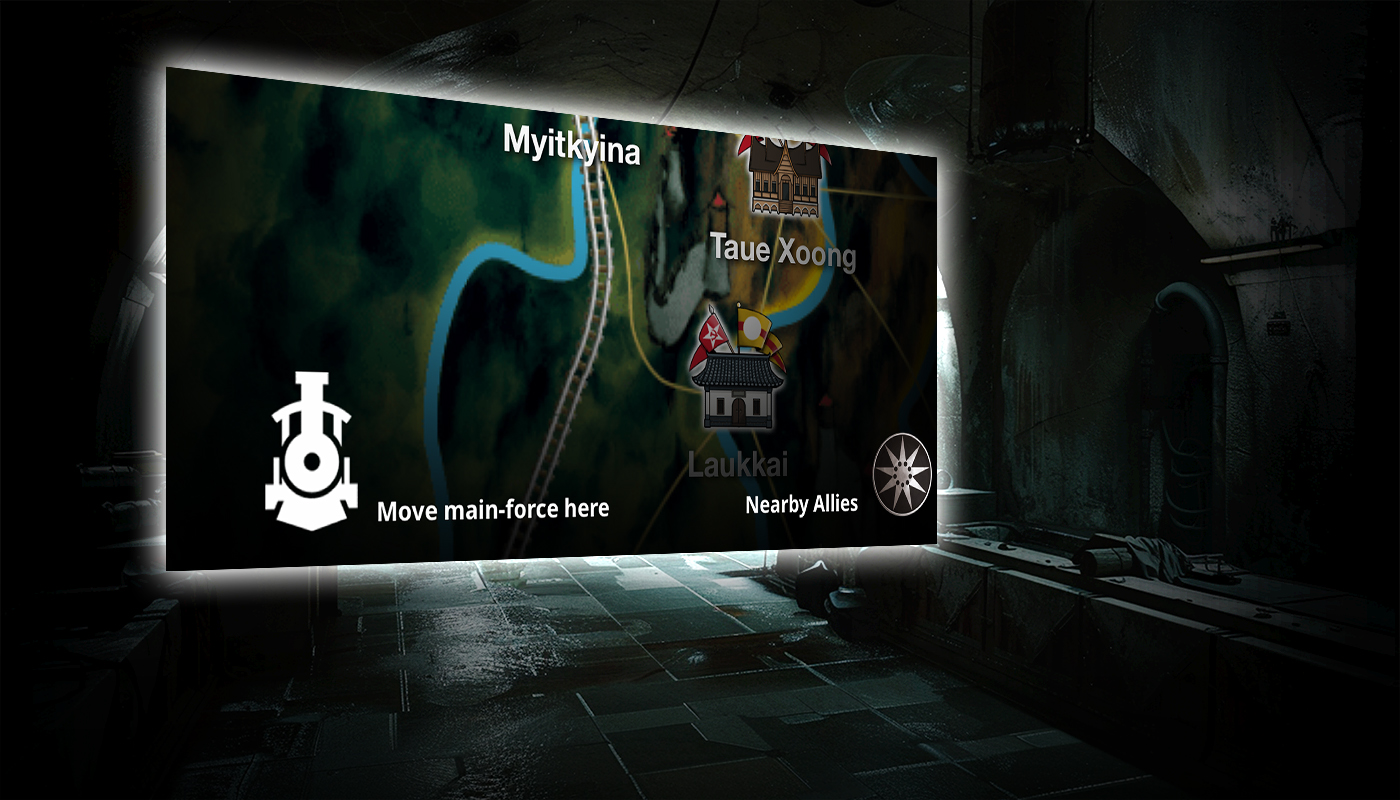 Myitkyina
Taue Xoong
Laukkai
Move main-force here
Nearby Allies